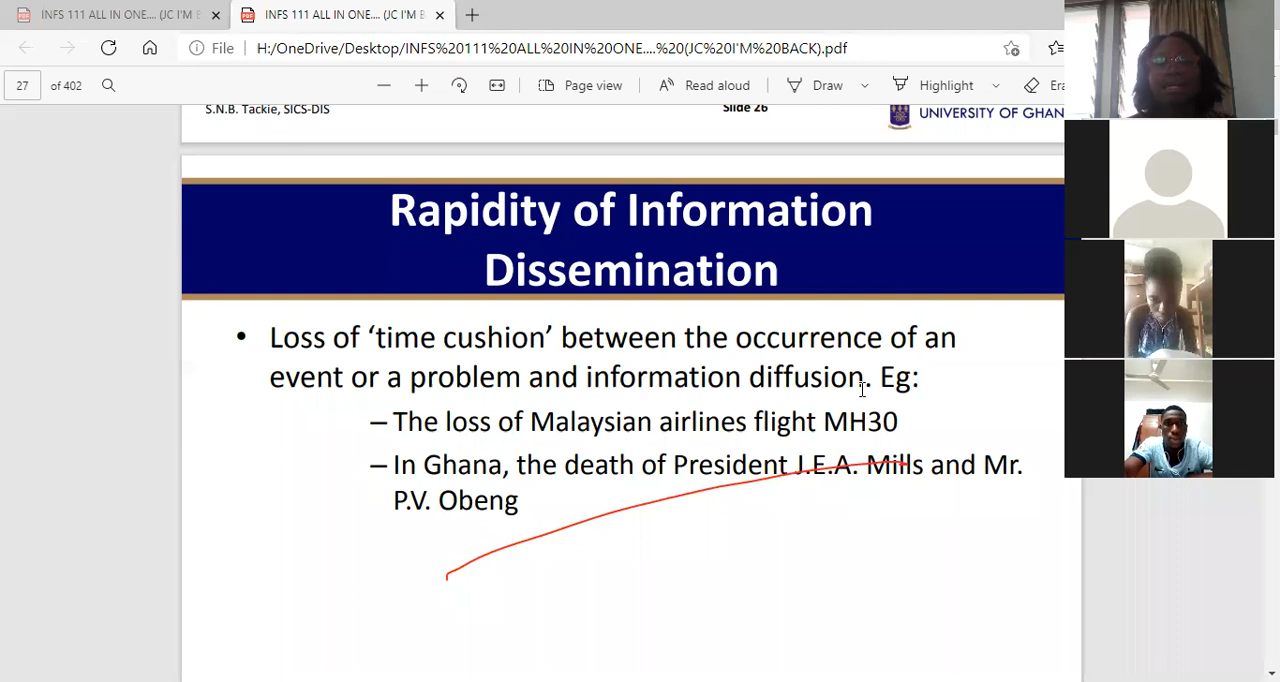 INFS 111 ALL IN ONE.... (JC I'M B
INFS 111 ALL IN ONE.... (JC I'M B
File
H:/OneDrive/Desktop/INFS%20111%20ALL%20IN%20ONE....%20(JC%20I'M%20BACK).pdf
27 of 402
Page view
Read aloud
Draw
Highlight
Era
S.N.B. Tackie, SICS-DIS
Slide 26
UNIVERSITY OF GHAN
Rapidity of Information
Dissemination
• Loss of ‘time cushion’ between the occurrence of an
event or a problem and information diffusion. Eg:
– The loss of Malaysian airlines flight MH30
– In Ghana, the death of President J.E.A. Mills and Mr.
P.V. Obeng